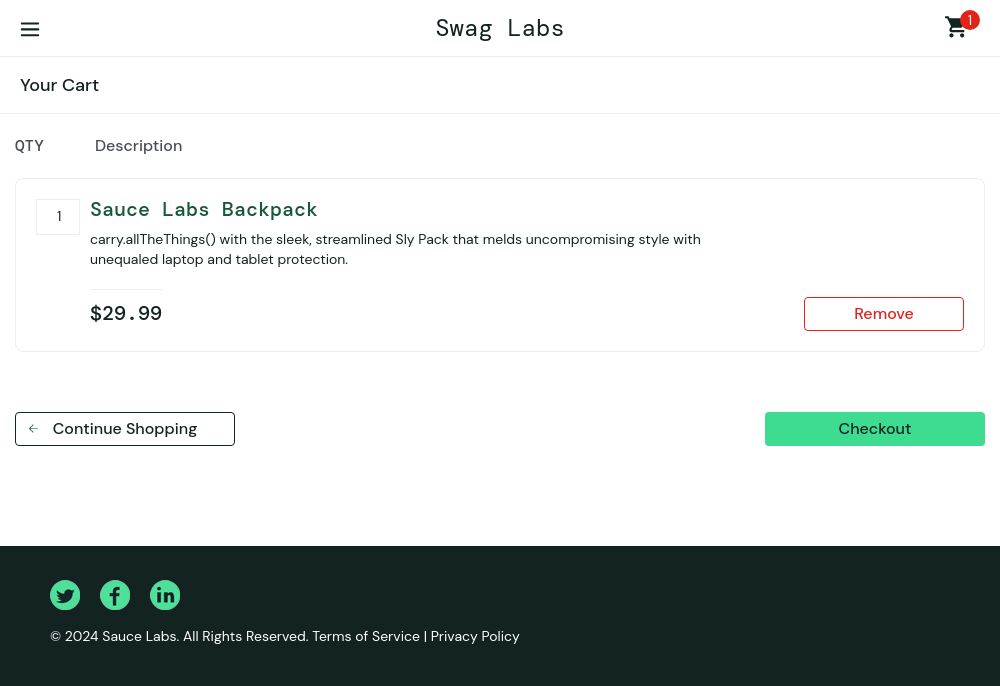 Swag Labs
1
Your Cart
QTY
Description
1
Sauce Labs Backpack
carry.allTheThings() with the sleek, streamlined Sly Pack that melds uncompromising style with
unequaled laptop and tablet protection.
$29.99
Remove
Continue Shopping
Checkout
© 2024 Sauce Labs. All Rights Reserved. Terms of Service | Privacy Policy